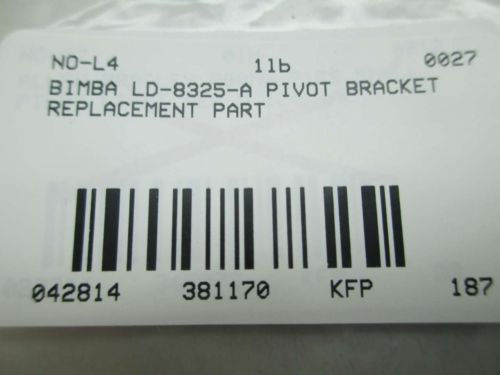 NO-L4 11b 0027
BIMBA LD-8325-A PIVOT BRACKET
REPLACEMENT PART
042814 381170 KFP 187